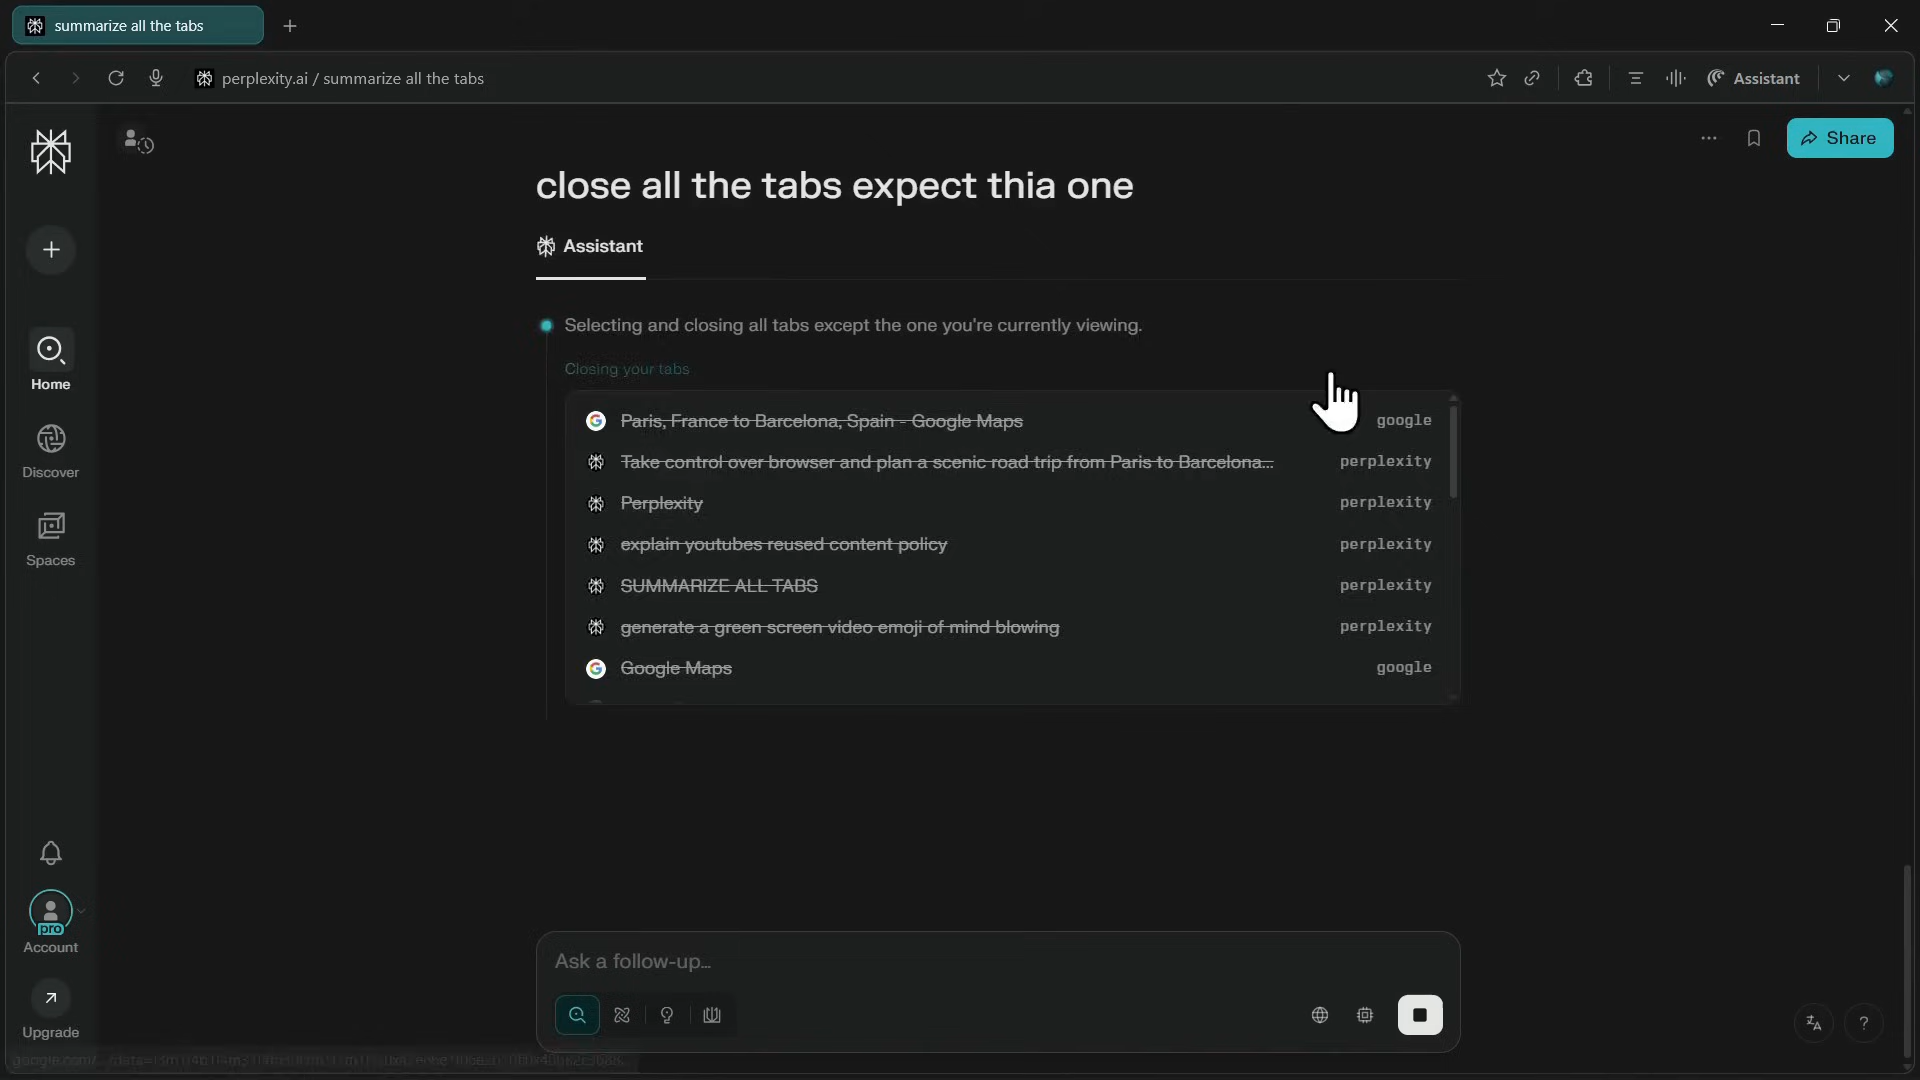 summarize all the tabs
perplexity.ai / summarize all the tabs
Assistant
Share
close all the tabs expect thia one
Assistant
Selecting and closing all tabs except the one you're currently viewing.
Closing your tabs
Paris, France to Barcelona, Spain - Google Maps google
Take control over browser and plan a scenic road trip from Paris to Barcelona... perplexity
Perplexity perplexity
explain youtubes reused content policy perplexity
SUMMARIZE ALL TABS perplexity
generate a green screen video emoji of mind blowing perplexity
Google Maps google
Home
Discover
Spaces
pro
Account
Upgrade
Ask a follow-up...
?